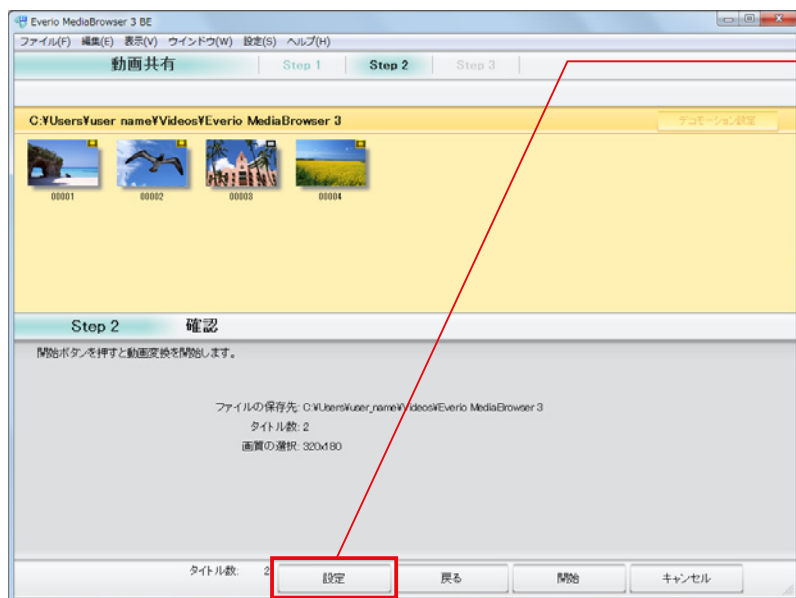 Everio MediaBrowser 3 BE
ファイル(F) 編集(E) 表示(V) ウインドウ(W) 設定(S) ヘルプ(H)
動画共有 Step 1 Step 2 Step 3
C:¥Users¥user name¥Videos¥Everio MediaBrowser 3 デコモーション設定
00001 00002 00003 00004
Step 2 確認
開始ボタンを押すと動画変換を開始します。
ファイルの保存先: C:¥Users¥user_name¥Videos¥Everio MediaBrowser 3
タイトル数: 2
画質の選択: 320x180
タイトル数: 2 設定 戻る 開始 キャンセル